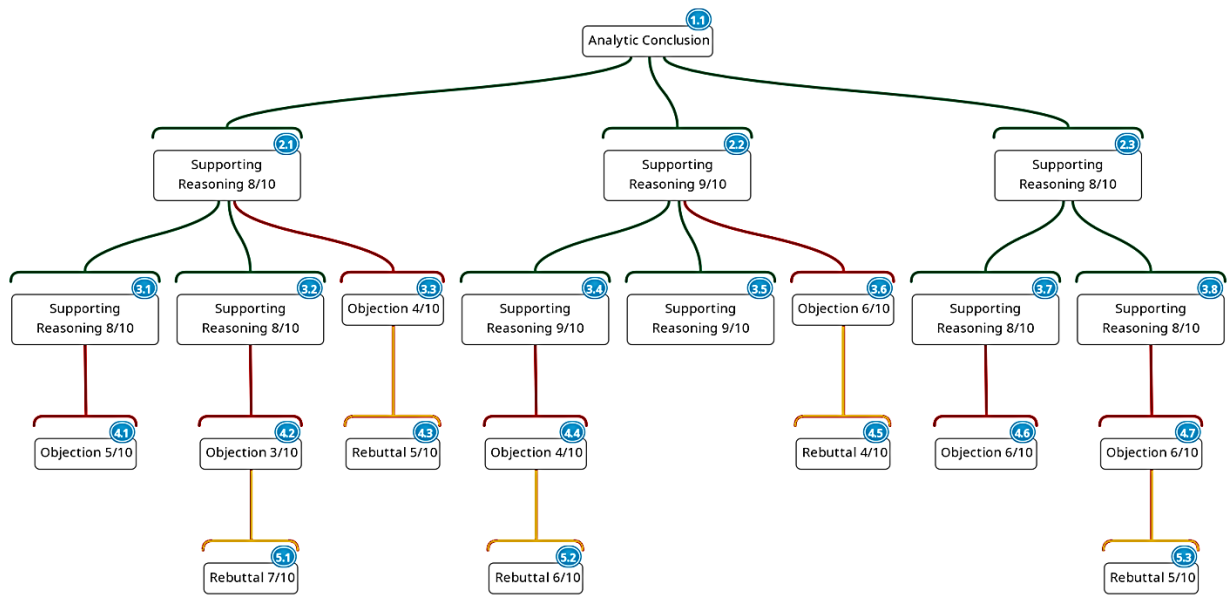 1.1
Analytic Conclusion
2.1
Supporting
Reasoning 8/10
2.2
Supporting
Reasoning 9/10
2.3
Supporting
Reasoning 8/10
3.1
Supporting
Reasoning 8/10
3.2
Supporting
Reasoning 8/10
3.3
Objection 4/10
3.4
Supporting
Reasoning 9/10
3.5
Supporting
Reasoning 9/10
3.6
Objection 6/10
3.7
Supporting
Reasoning 8/10
3.8
Supporting
Reasoning 8/10
4.1
Objection 5/10
4.2
Objection 3/10
4.3
Rebuttal 5/10
4.4
Objection 4/10
4.5
Rebuttal 4/10
4.6
Objection 6/10
4.7
Objection 6/10
5.1
Rebuttal 7/10
5.2
Rebuttal 6/10
5.3
Rebuttal 5/10